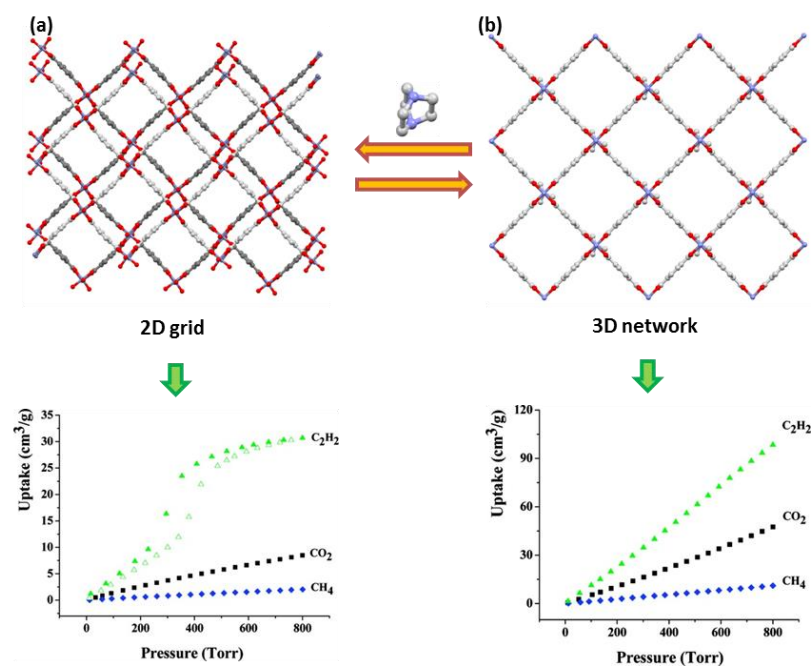 (a)
(b)
2D grid
3D network
35
30
25
20
15
10
5
0
Uptake (cm³/g)
C₂H₂
CO₂
CH₄
0 200 400 600 800
Pressure (Torr)
120
90
60
30
0
Uptake (cm³/g)
C₂H₂
CO₂
CH₄
0 200 400 600 800
Pressure (Torr)